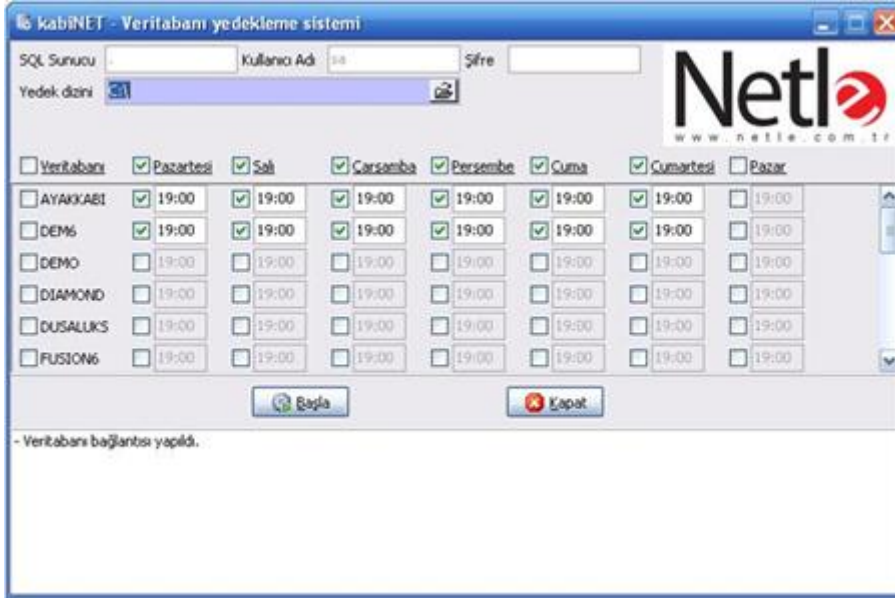 kabiNET - Veritabanı yedekleme sistemi
SQL Sunucu . Kullanıcı Adı sa Şifre
Yedek dizini C:\
Netle
www.netle.com.tr
Veritabanı Pazartesi Salı Çarsamba Persembe Cuma Cumartesi Pazar
AYAKKABI 19:00 19:00 19:00 19:00 19:00 19:00 19:00
DEM6 19:00 19:00 19:00 19:00 19:00 19:00 19:00
DEMO 19:00 19:00 19:00 19:00 19:00 19:00 19:00
DIAMOND 19:00 19:00 19:00 19:00 19:00 19:00 19:00
DUSALUKS 19:00 19:00 19:00 19:00 19:00 19:00 19:00
FUSION6 19:00 19:00 19:00 19:00 19:00 19:00 19:00
Başla Kapat
- Veritabanı bağlantısı yapıldı.